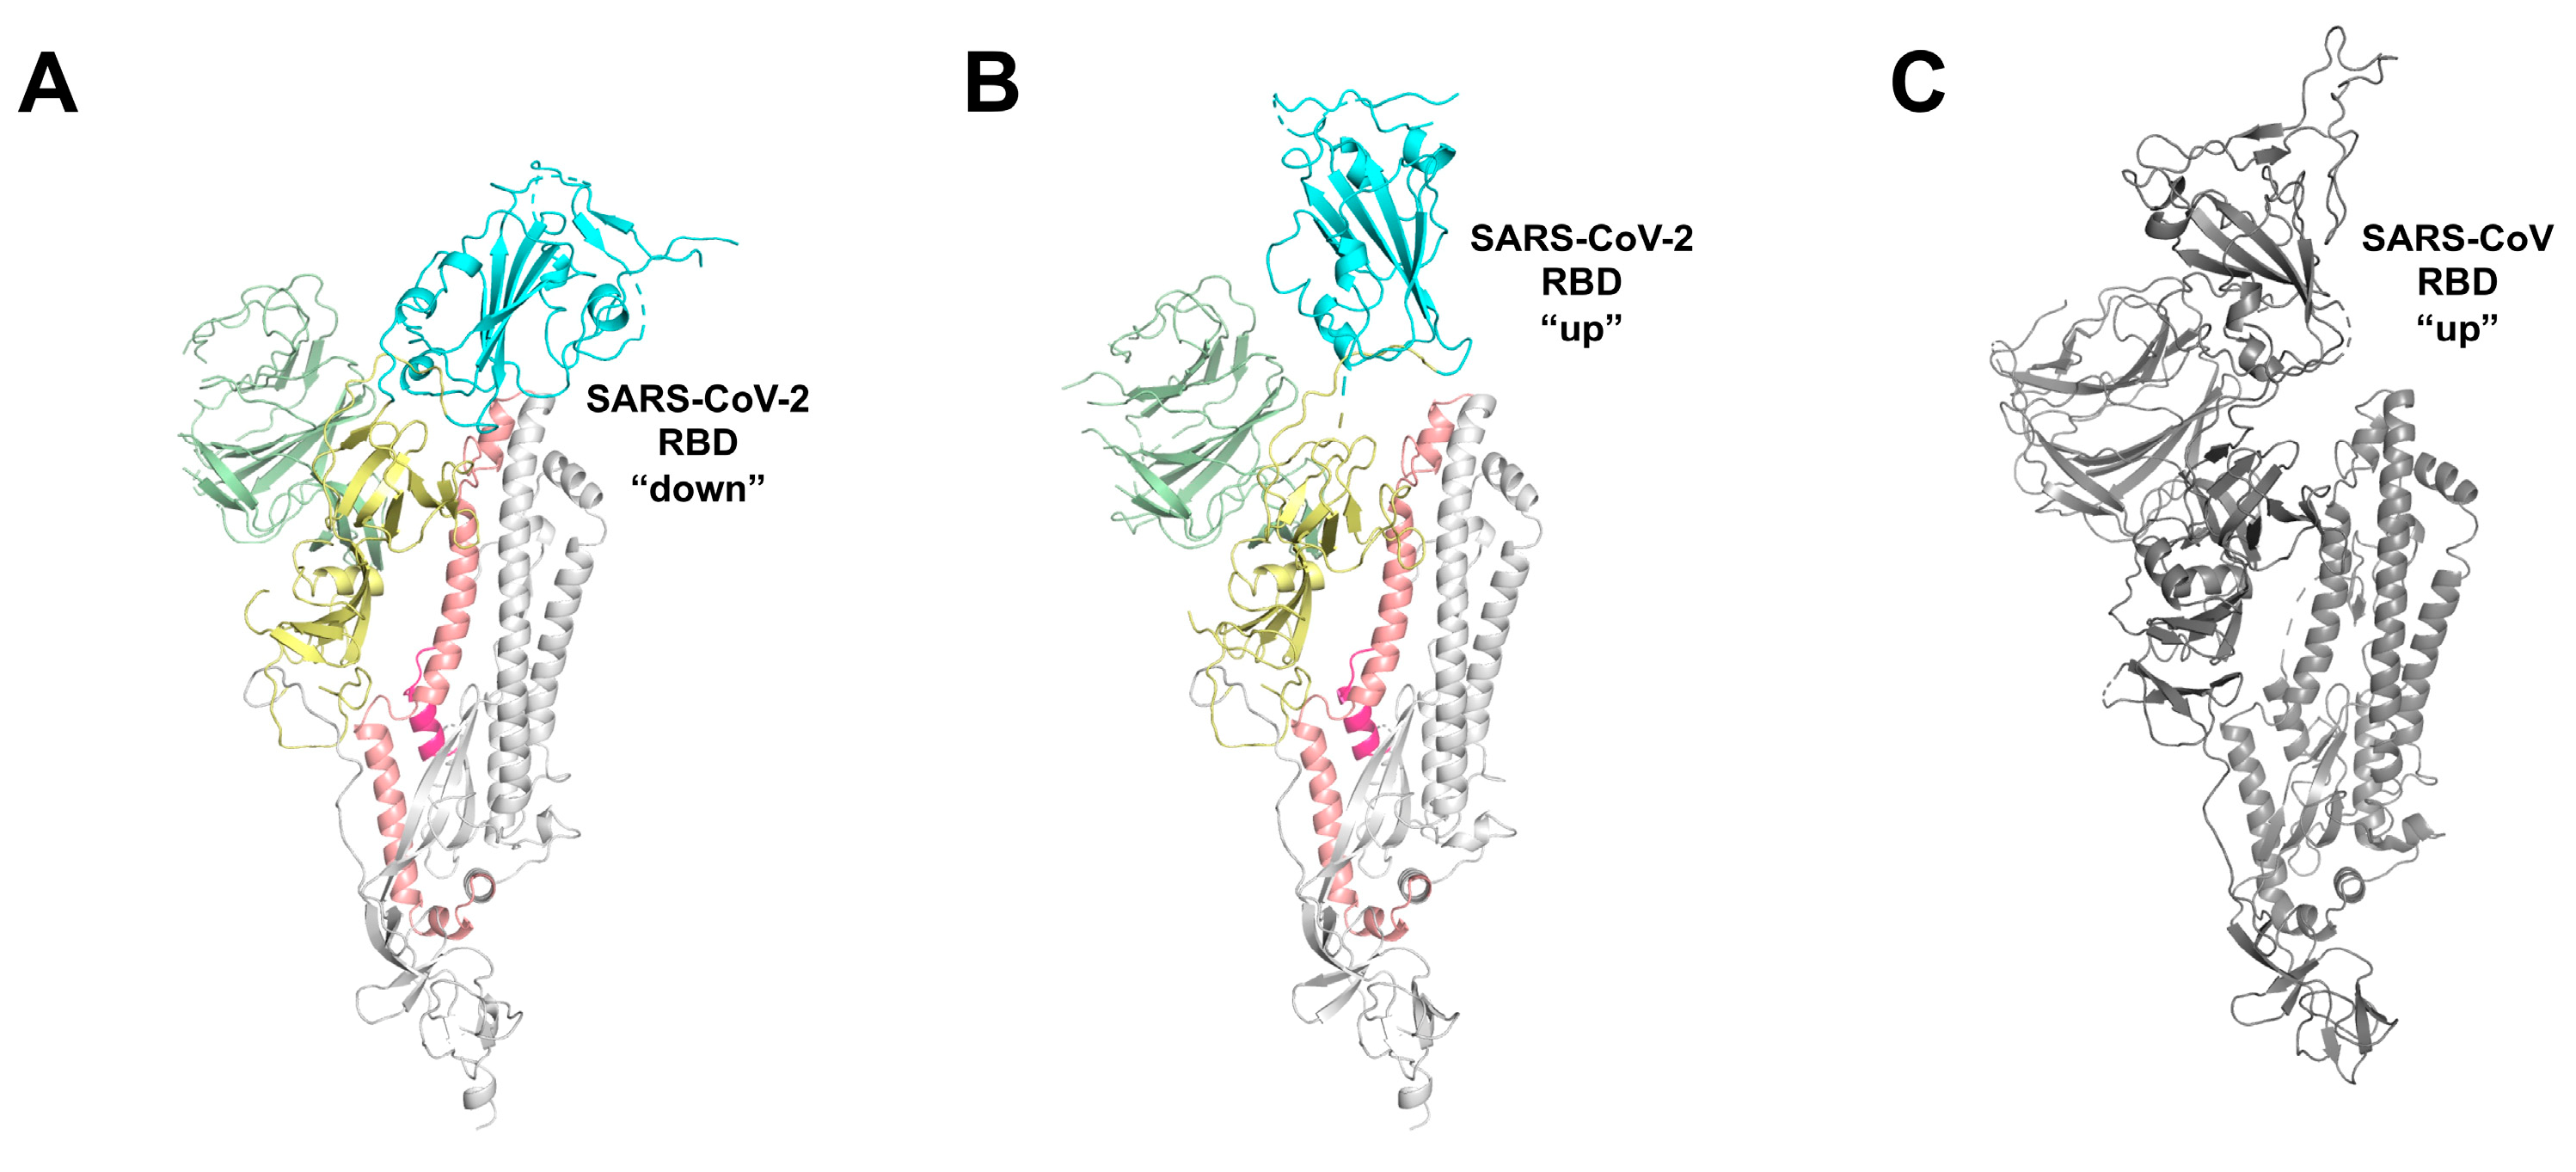 A
SARS-CoV-2
RBD
“down”
B
SARS-CoV-2
RBD
“up”
C
SARS-CoV
RBD
“up”